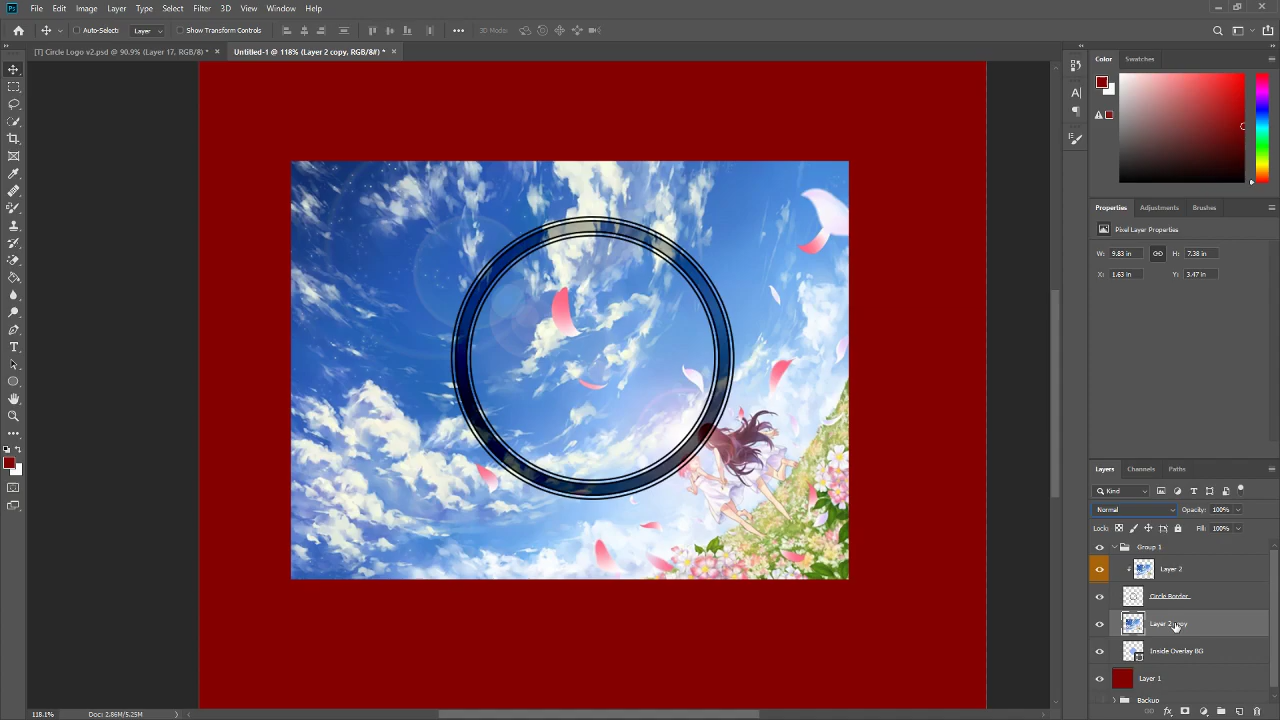 Ps File Edit Image Layer Type Select Filter 3D View Window Help
Auto-Select: Layer Show Transform Controls 3D Mode:
[T] Circle Logo v2.psd @ 90.9% (Layer 17, RGB/8) * × Untitled-1 @ 118% (Layer 2 copy, RGB/8#) * ×
Color Swatches
Properties Adjustments Brushes
Pixel Layer Properties
W: 9.83 in H: 7.38 in
X: 1.63 in Y: 3.47 in
Layers Channels Paths
Kind
Normal Opacity: 100%
Lock: Fill: 100%
Group 1
Layer 2
Circle Border
Layer 2 copy
Inside Overlay BG
Layer 1
Backup
118.1% Doc: 2.86M/5.25M